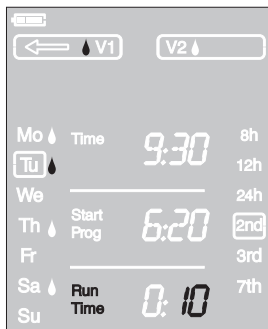 V1 V2
Mo Time 9:30 8h
Tu 12h
We 24h
Th Start Prog 6:20 2nd
Fr 3rd
Sa Run Time 0:10 7th
Su